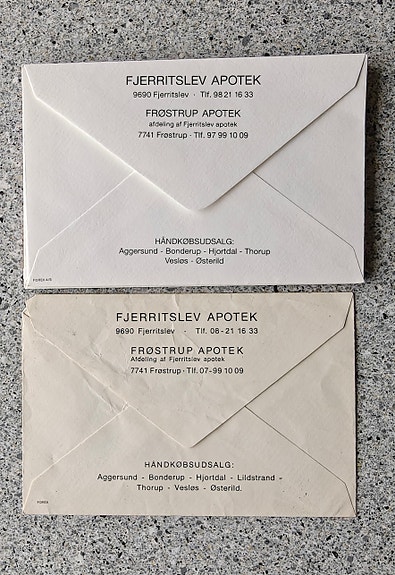 FJERRITSLEV APOTEK
9690 Fjerritslev · Tlf. 98 21 16 33
FRØSTRUP APOTEK
afdeling af Fjerritslev apotek
7741 Frøstrup · Tlf. 97 99 10 09
HÅNDKØBSUDSALG:
Aggersund - Bonderup - Hjortdal - Thorup
Vesløs - Østerild
FJERRITSLEV APOTEK
9690 Fjerritslev · Tlf. 08-21 16 33
FRØSTRUP APOTEK
Afdeling af Fjerritslev apotek
7741 Frøstrup · Tlf. 07-99 10 09
HÅNDKØBSUDSALG:
Aggersund - Bonderup - Hjortdal - Lildstrand -
Thorup - Vesløs - Østerild.